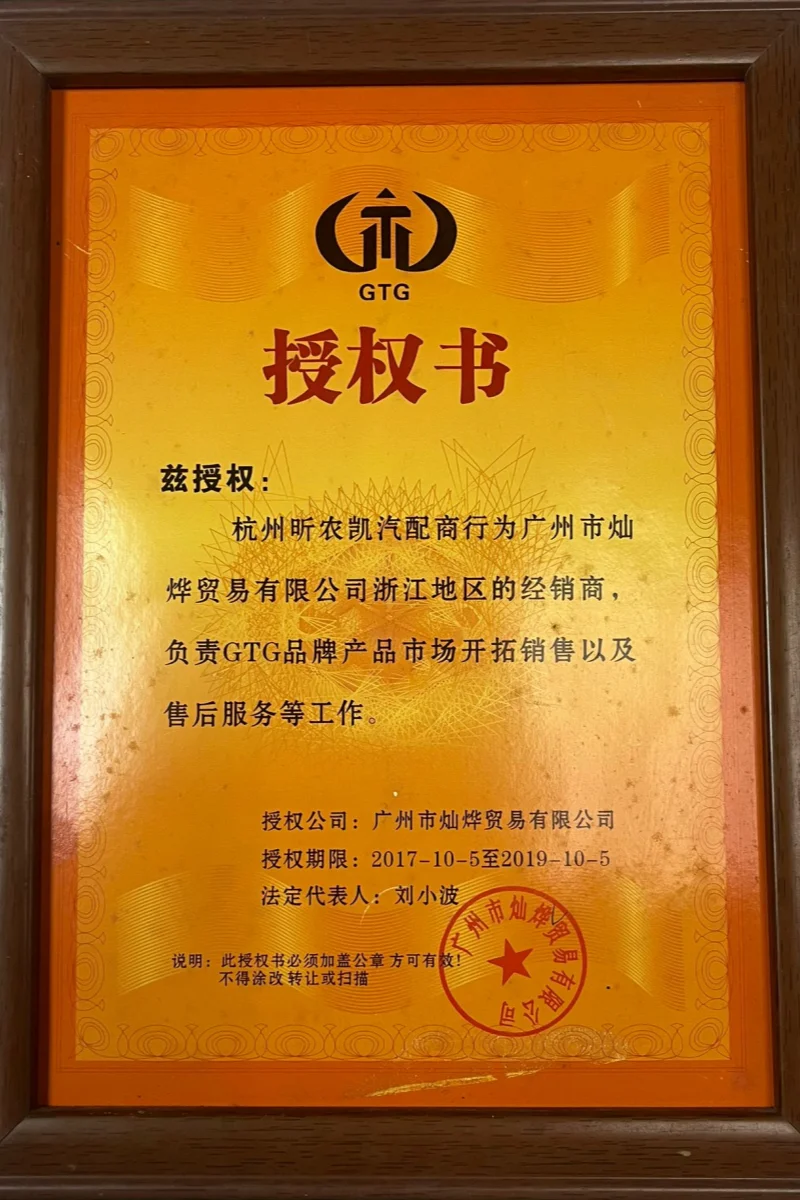 GTG
授权书
兹授权：
杭州昕农凯汽配商行为广州市灿
烨贸易有限公司浙江地区的经销商，
负责GTG品牌产品市场开拓销售以及
售后服务等工作。
授权公司：广州市灿烨贸易有限公司
授权期限：2017-10-5至2019-10-5
法定代表人：刘小波
说明：此授权书必须加盖公章 方可有效！
不得涂改 转让或扫描
广州市灿烨贸易有限公司